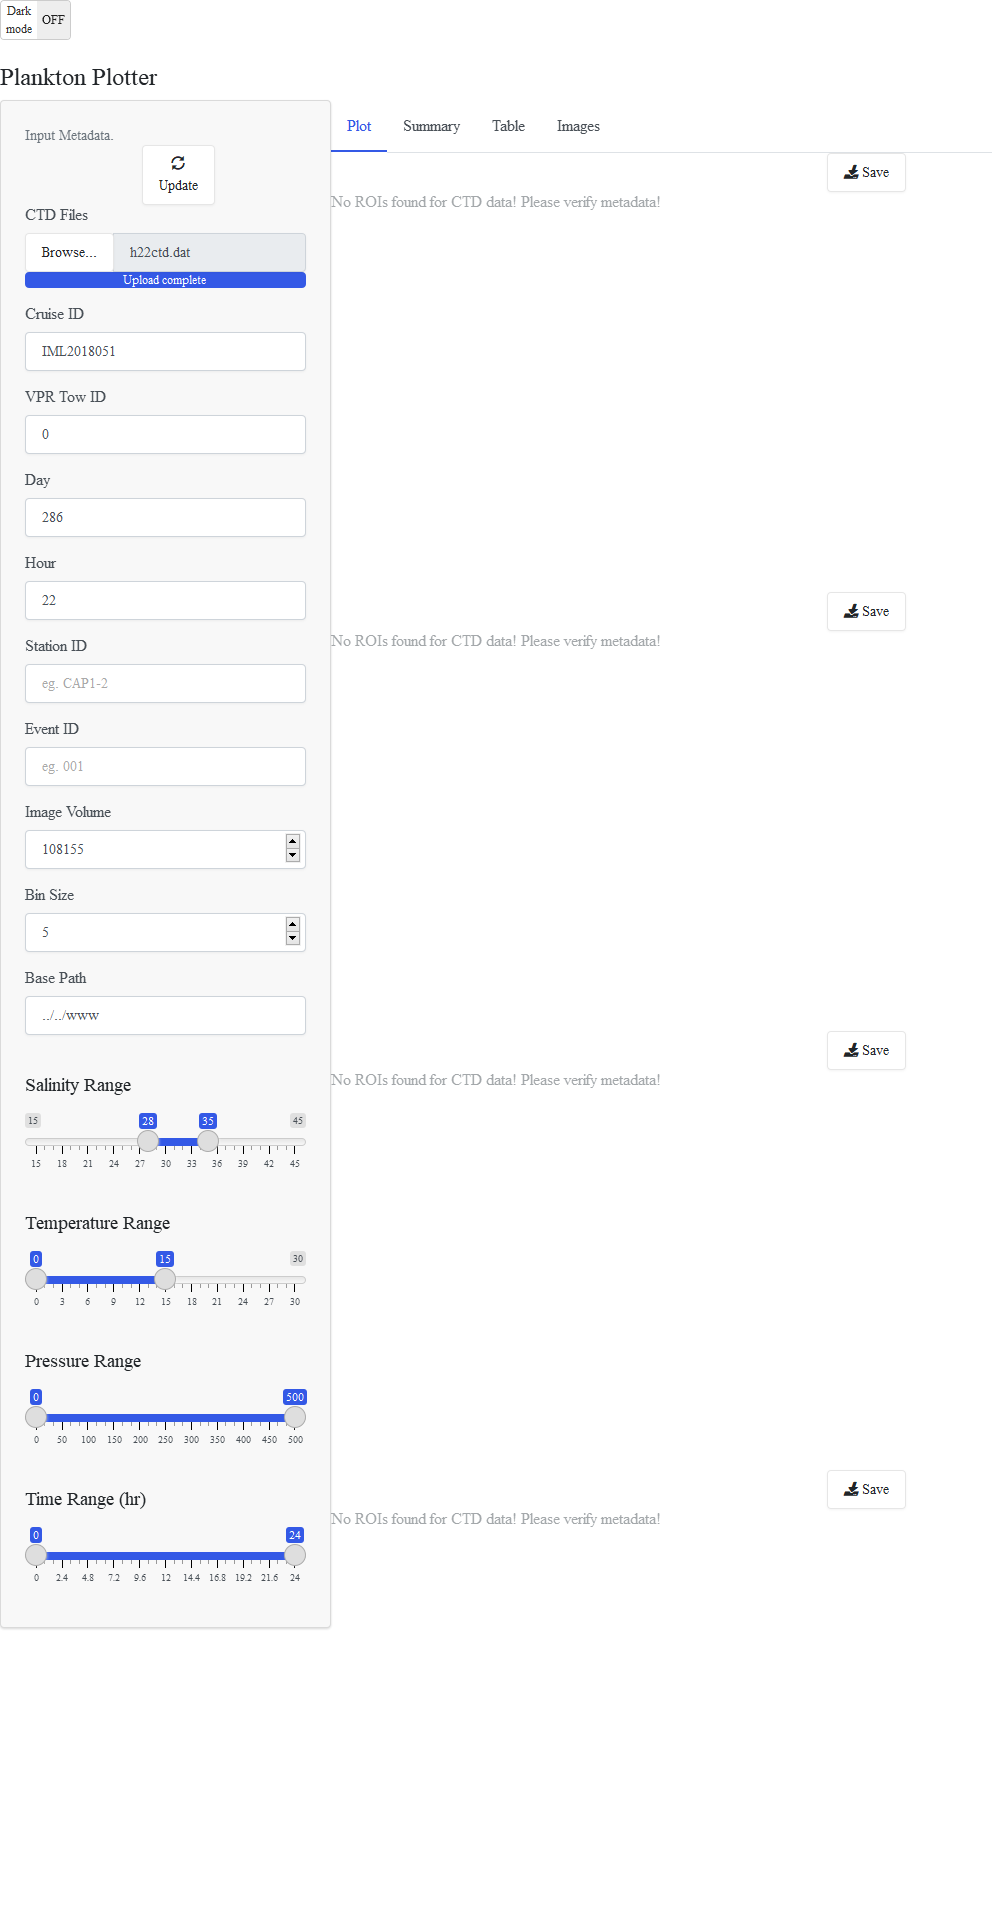 Dark
mode
OFF
Plankton Plotter
Input Metadata.
Update
CTD Files
Browse...
h22ctd.dat
Upload complete
Cruise ID
IML2018051
VPR Tow ID
0
Day
286
Hour
22
Station ID
eg. CAP1-2
Event ID
eg. 001
Image Volume
108155
Bin Size
5
Base Path
../../www
Salinity Range
15 28 35 45
15 18 21 24 27 30 33 36 39 42 45
Temperature Range
0 15 30
0 3 6 9 12 15 18 21 24 27 30
Pressure Range
0 500
0 50 100 150 200 250 300 350 400 450 500
Time Range (hr)
0 24
0 2.4 4.8 7.2 9.6 12 14.4 16.8 19.2 21.6 24
Plot Summary Table Images
Save
No ROIs found for CTD data! Please verify metadata!
Save
No ROIs found for CTD data! Please verify metadata!
Save
No ROIs found for CTD data! Please verify metadata!
Save
No ROIs found for CTD data! Please verify metadata!